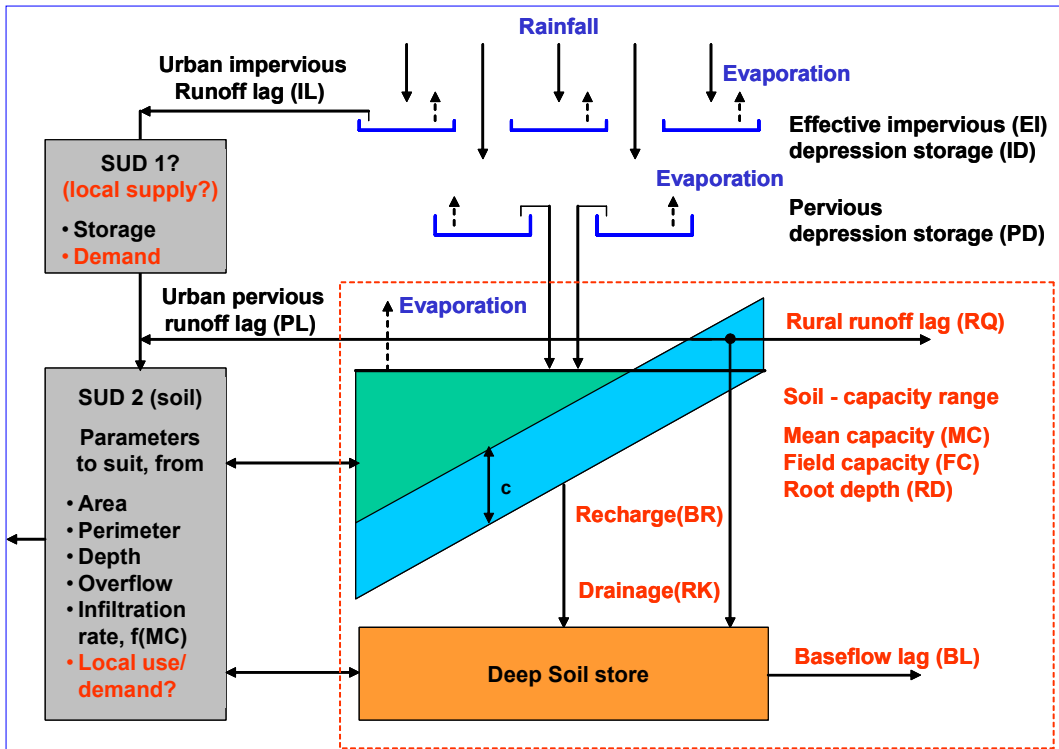 Rainfall
Urban impervious
Runoff lag (IL)
Evaporation
Effective impervious (EI)
depression storage (ID)
SUD 1?
(local supply?)
• Storage
• Demand
Evaporation
Pervious
depression storage (PD)
Urban pervious
runoff lag (PL)
Evaporation
Rural runoff lag (RQ)
SUD 2 (soil)
Parameters
to suit, from
• Area
• Perimeter
• Depth
• Overflow
• Infiltration
rate, f(MC)
• Local use/
demand?
Soil - capacity range
Mean capacity (MC)
Field capacity (FC)
Root depth (RD)
c
Recharge(BR)
Drainage(RK)
Deep Soil store
Baseflow lag (BL)